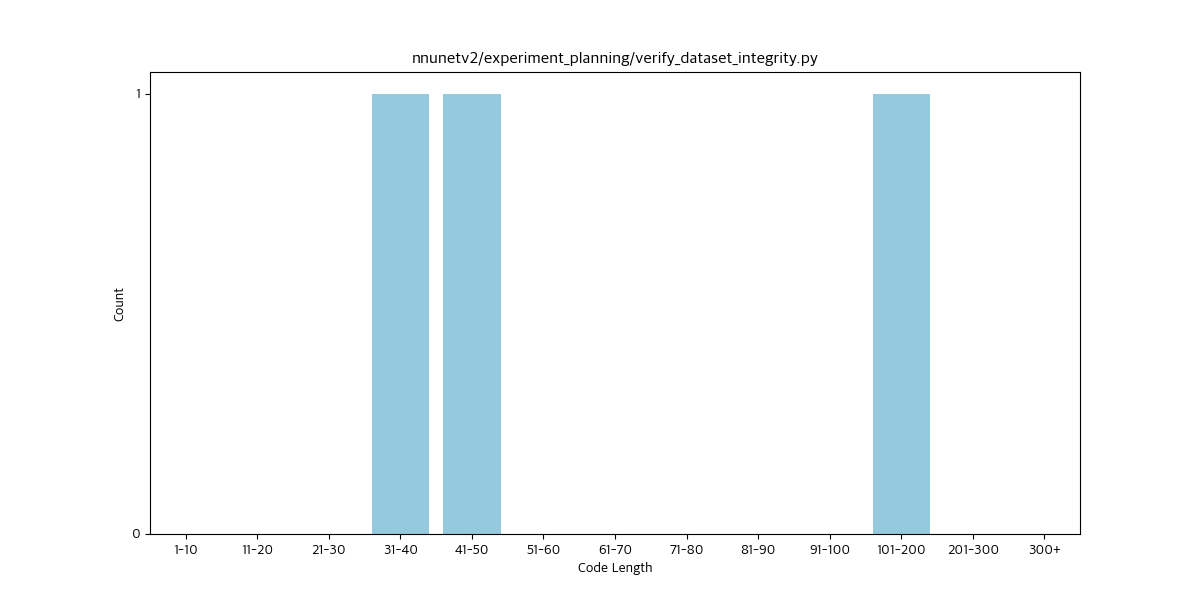 nnunetv2/experiment_planning/verify_dataset_integrity.py
1
0
Count
1-10 11-20 21-30 31-40 41-50 51-60 61-70 71-80 81-90 91-100 101-200 201-300 300+
Code Length